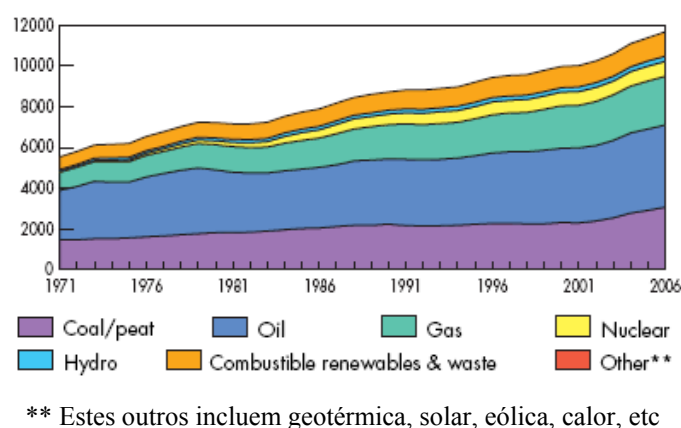 12000
10000
8000
6000
4000
2000
0
1971 1976 1981 1986 1991 1996 2001 2006
Coal/peat Oil Gas Nuclear
Hydro Combustible renewables & waste Other**
** Estes outros incluem geotérmica, solar, eólica, calor, etc